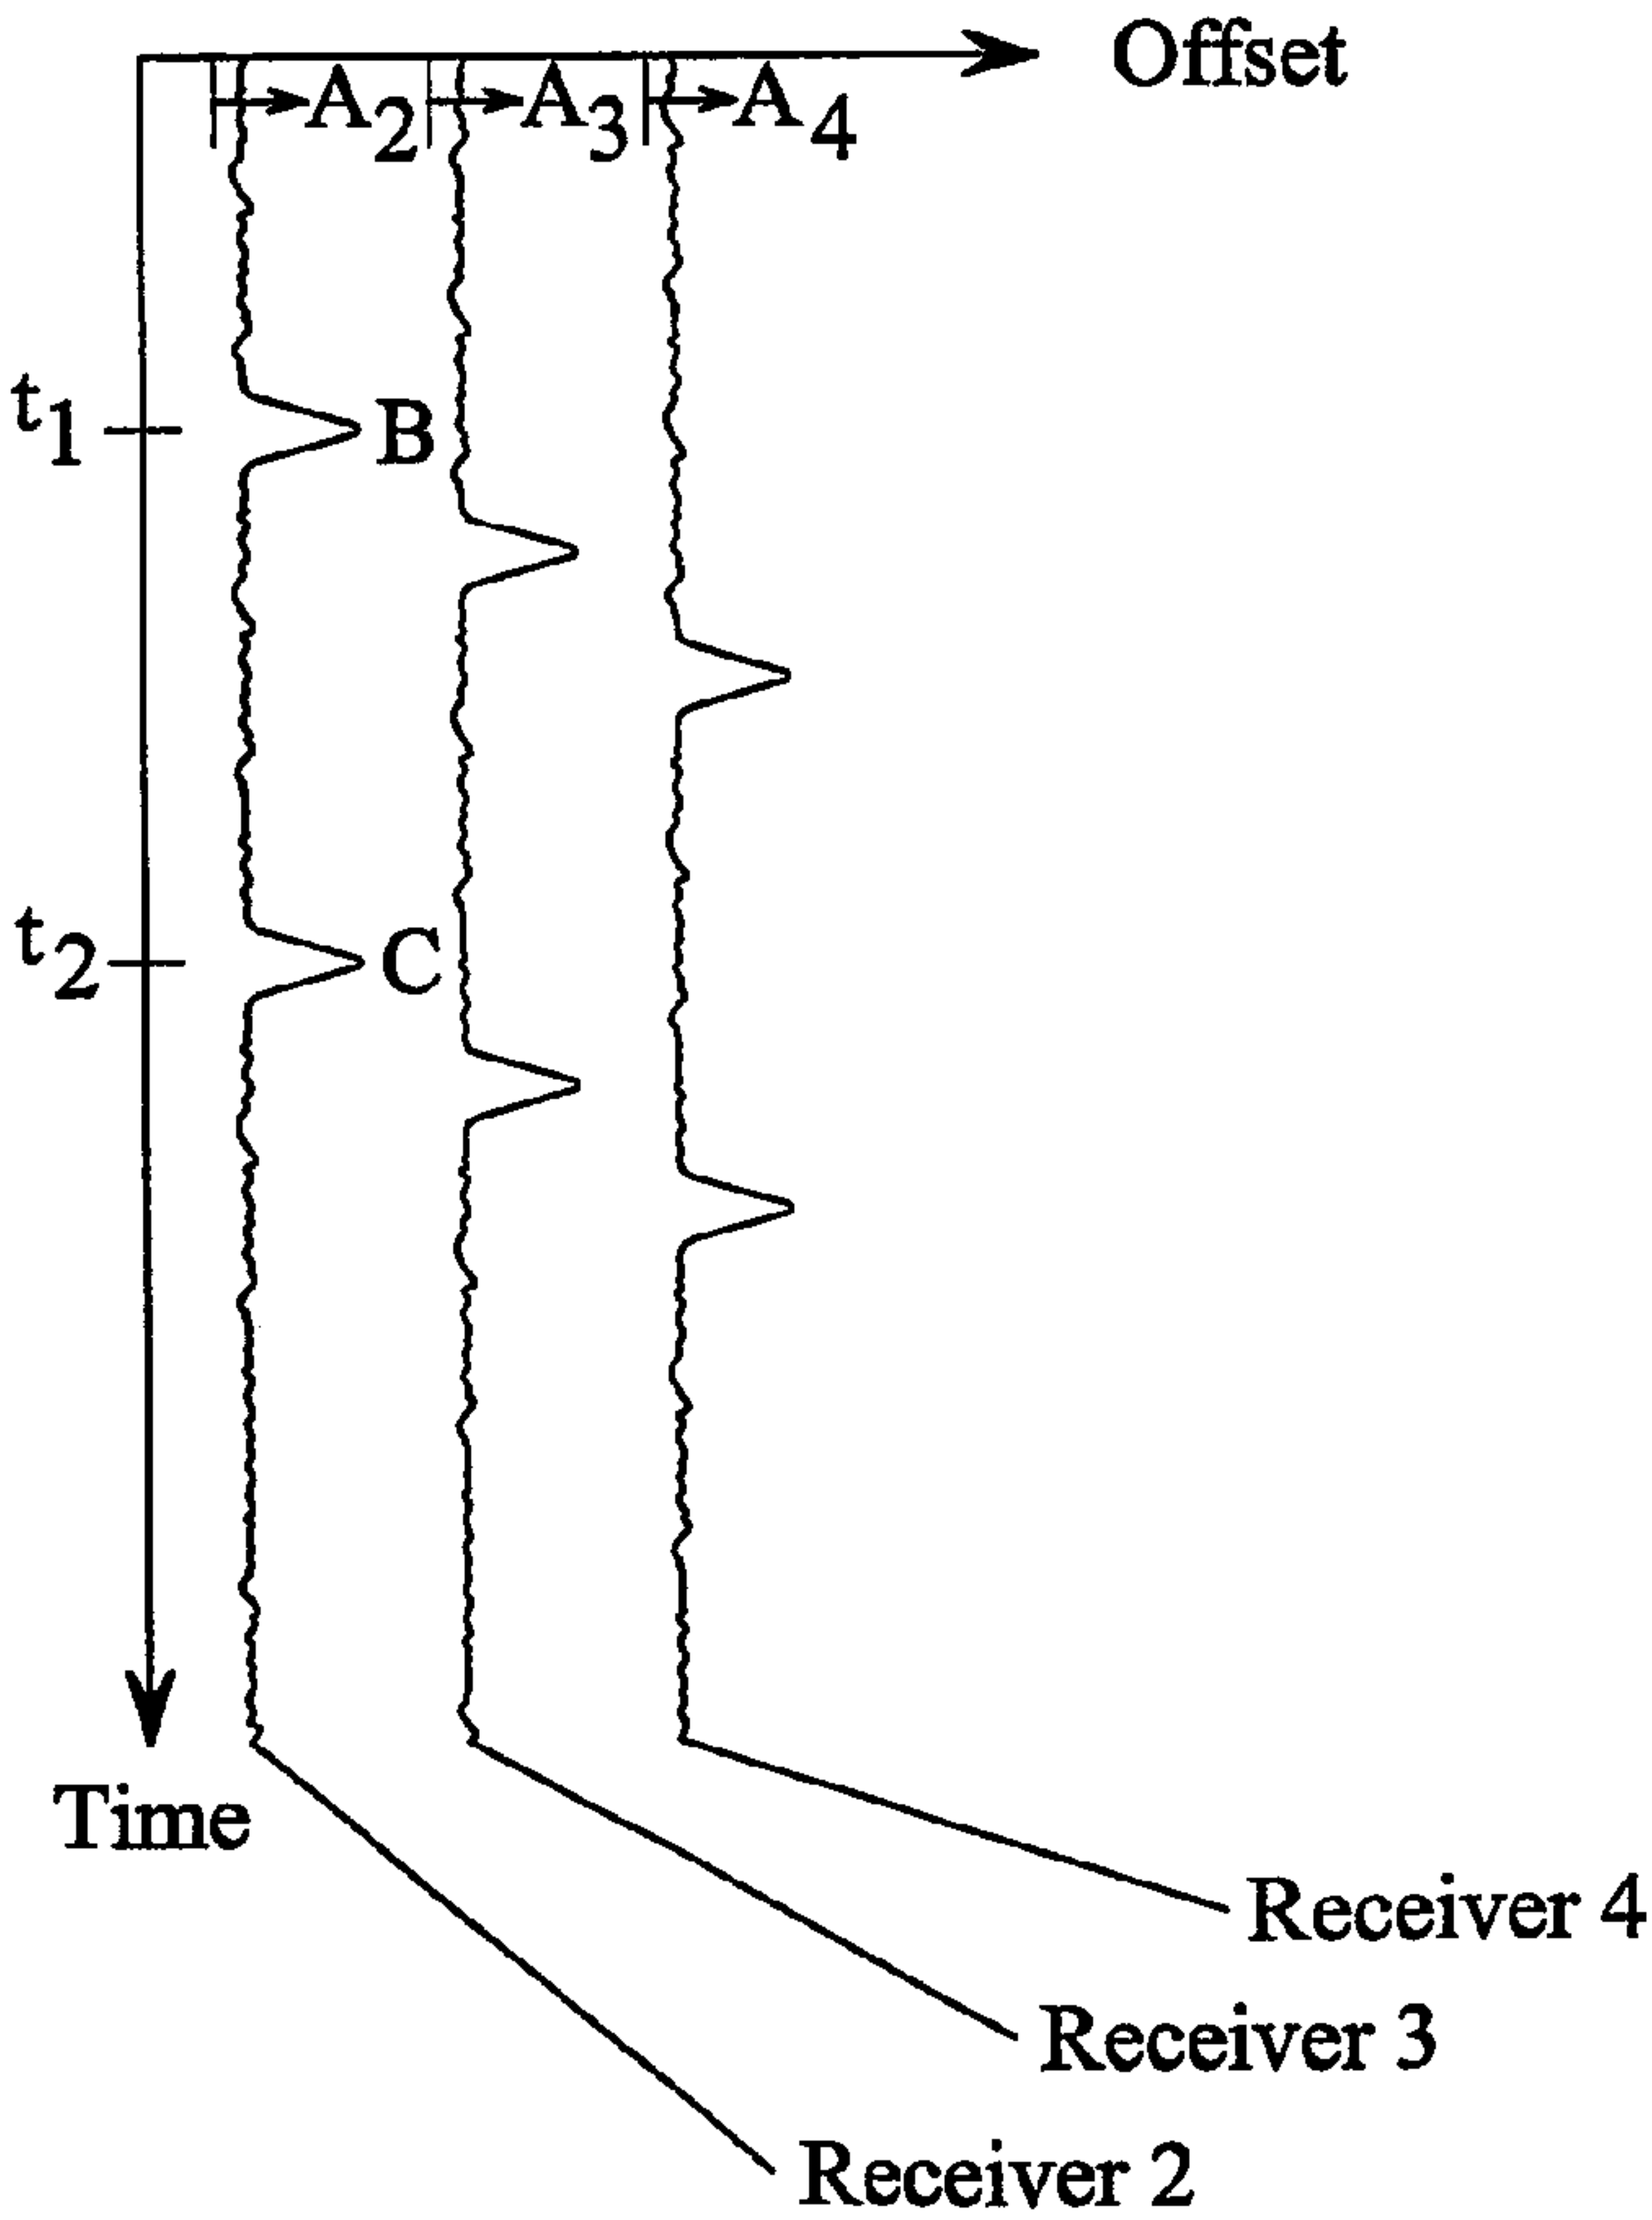 Offset
A2
A3
A4
t1
B
t2
C
Time
Receiver 4
Receiver 3
Receiver 2